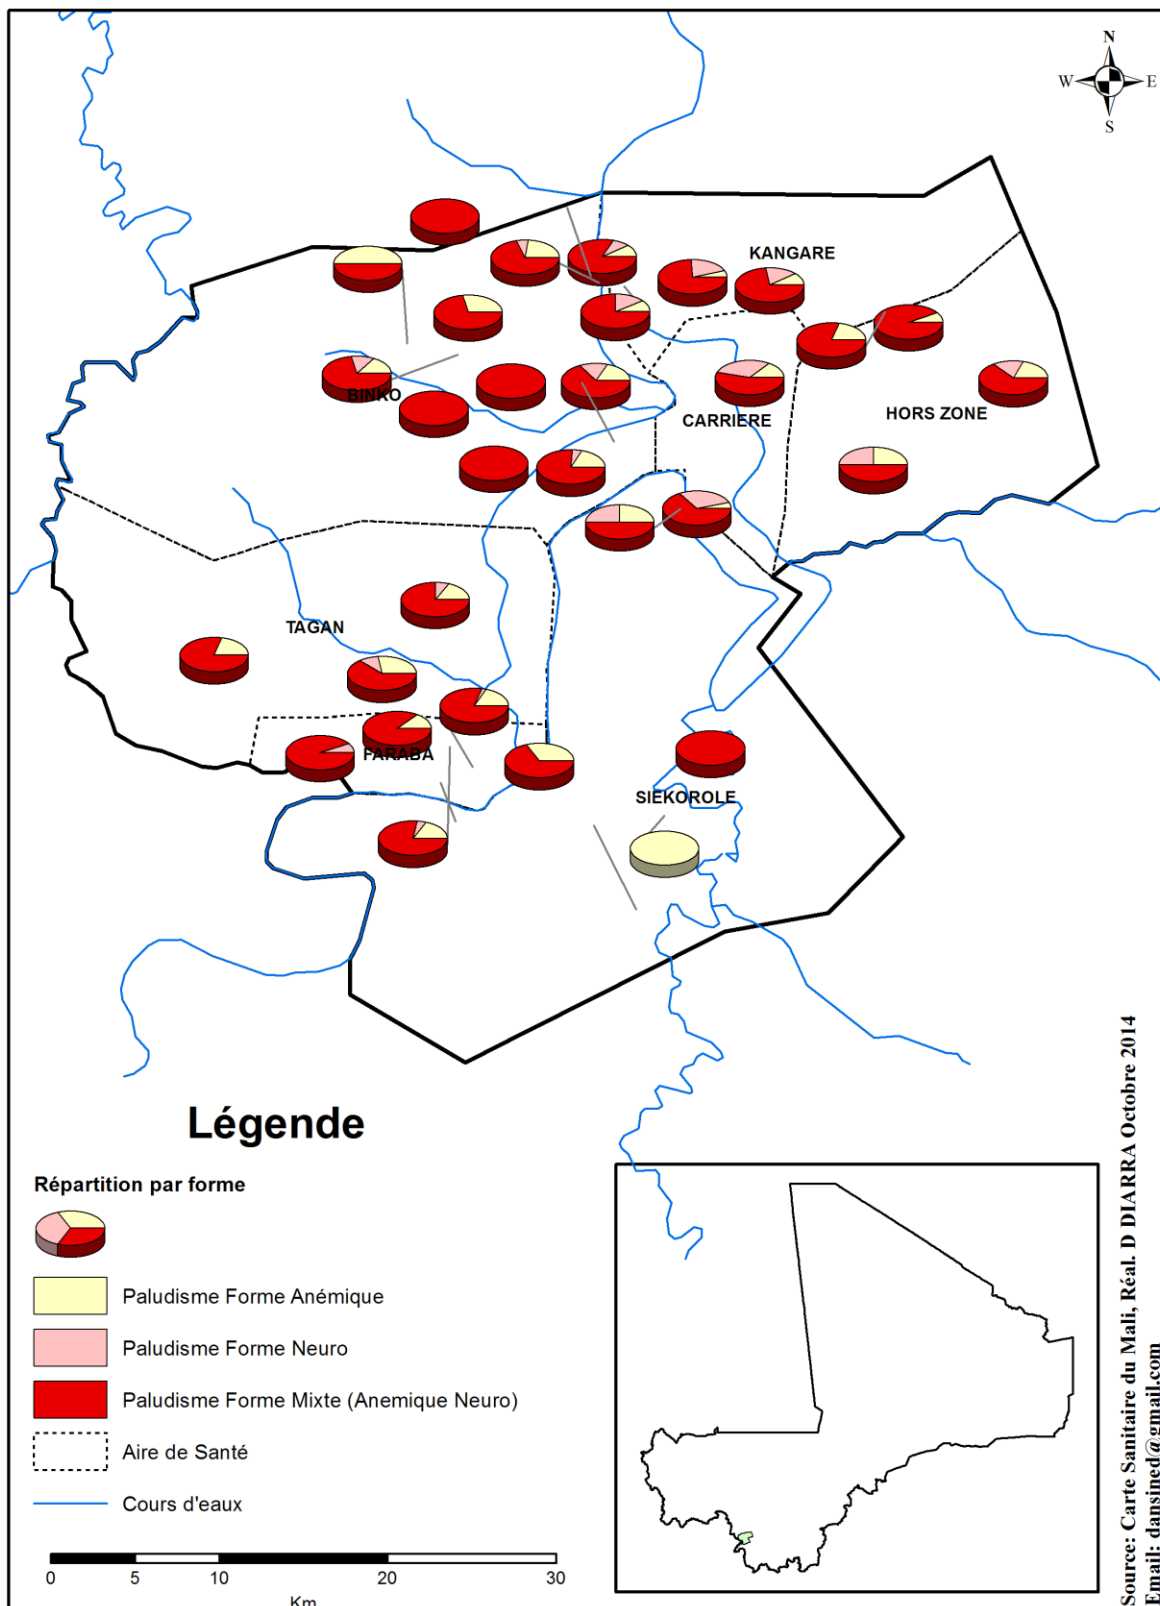 N
W
E
S
KANGARE
BINKO
CARRIERE
HORS ZONE
TAGAN
FARABA
SIEKOROLE
Légende
Répartition par forme
Paludisme Forme Anémique
Paludisme Forme Neuro
Paludisme Forme Mixte (Anemique Neuro)
Aire de Santé
Cours d'eaux
0 5 10 20 30
Km
Source: Carte Sanitaire du Mali, Réal. D DIARRA Octobre 2014
Email: dansined@gmail.com